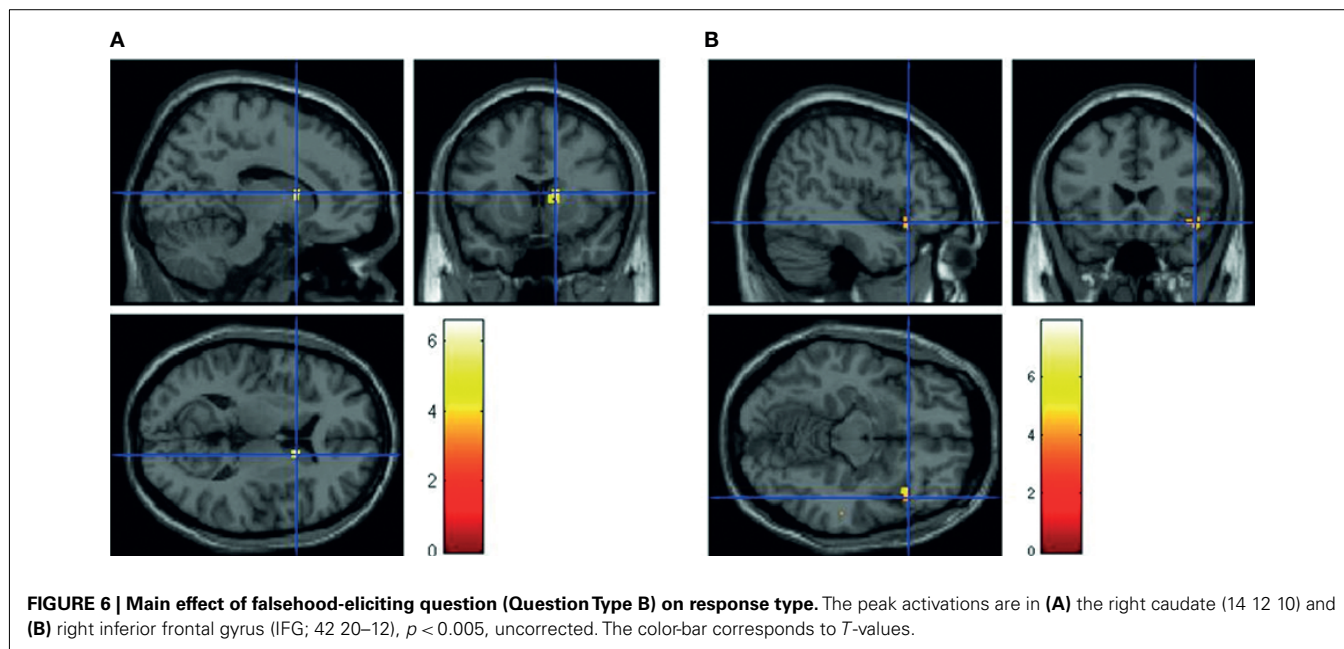 A
B
6
4
2
0
6
4
2
0
FIGURE 6 | Main effect of falsehood-eliciting question (Question Type B) on response type. The peak activations are in (A) the right caudate (14 12 10) and
(B) right inferior frontal gyrus (IFG; 42 20–12), p < 0.005, uncorrected. The color-bar corresponds to T-values.